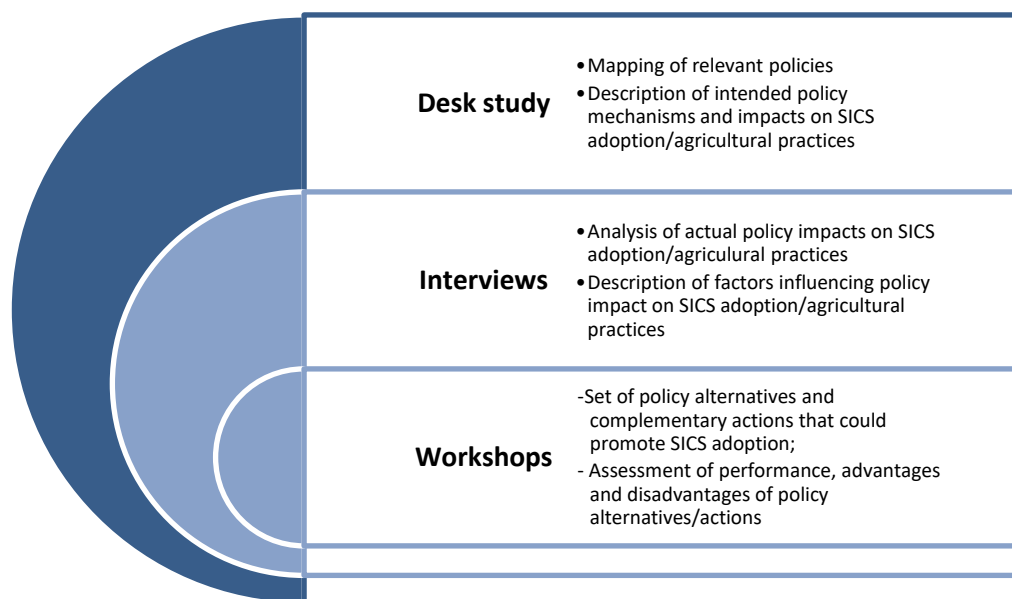 Desk study
•Mapping of relevant policies
•Description of intended policy
mechanisms and impacts on SICS
adoption/agricultural practices
Interviews
•Analysis of actual policy impacts on SICS
adoption/agriculural practices
•Description of factors influencing policy
impact on SICS adoption/agricultural
practices
Workshops
-Set of policy alternatives and
complementary actions that could
promote SICS adoption;
- Assessment of performance, advantages
and disadvantages of policy
alternatives/actions